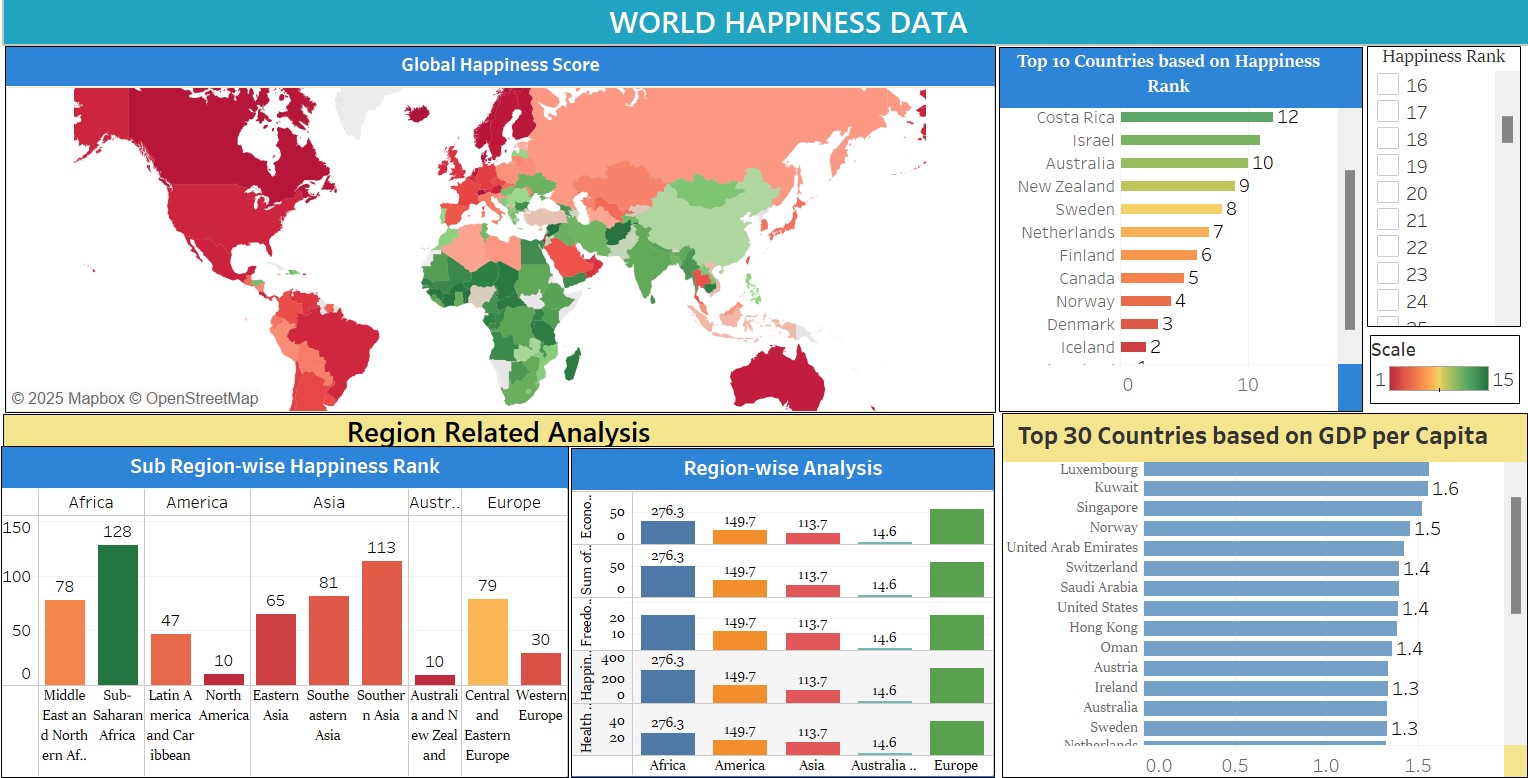 WORLD HAPPINESS DATA
Global Happiness Score
© 2025 Mapbox © OpenStreetMap
Top 10 Countries based on Happiness
Rank
Costa Rica 12
Israel
Australia 10
New Zealand 9
Sweden 8
Netherlands 7
Finland 6
Canada 5
Norway 4
Denmark 3
Iceland 2
0 10
Happiness Rank
16
17
18
19
20
21
22
23
24
Scale
1 15
Region Related Analysis
Sub Region-wise Happiness Rank
Africa America Asia Austr.. Europe
150
100
50
0
78 128 47 10 65 81 113 10 79 30
Middle
East an
d North
ern Af..
Sub-
Saharan
Africa
Latin A
merica
and Car
ibbean
North
America
Eastern
Asia
Southe
astern
Asia
Souther
n Asia
Australi
a and N
ew Zeal
and
Central
and
Eastern
Europe
Western
Europe
Region-wise Analysis
Econo..
50
0
276.3 149.7 113.7 14.6
Sum of..
50
0
276.3 149.7 113.7 14.6
Freedo..
20
10
276.3 149.7 113.7 14.6
Happin..
400
200
0
276.3 149.7 113.7 14.6
Health ..
40
20
276.3 149.7 113.7 14.6
Africa America Asia Australia .. Europe
Top 30 Countries based on GDP per Capita
Luxembourg
Kuwait 1.6
Singapore
Norway 1.5
United Arab Emirates
Switzerland 1.4
Saudi Arabia
United States 1.4
Hong Kong
Oman 1.4
Austria
Ireland 1.3
Australia
Sweden 1.3
Netherlands
0.0 0.5 1.0 1.5